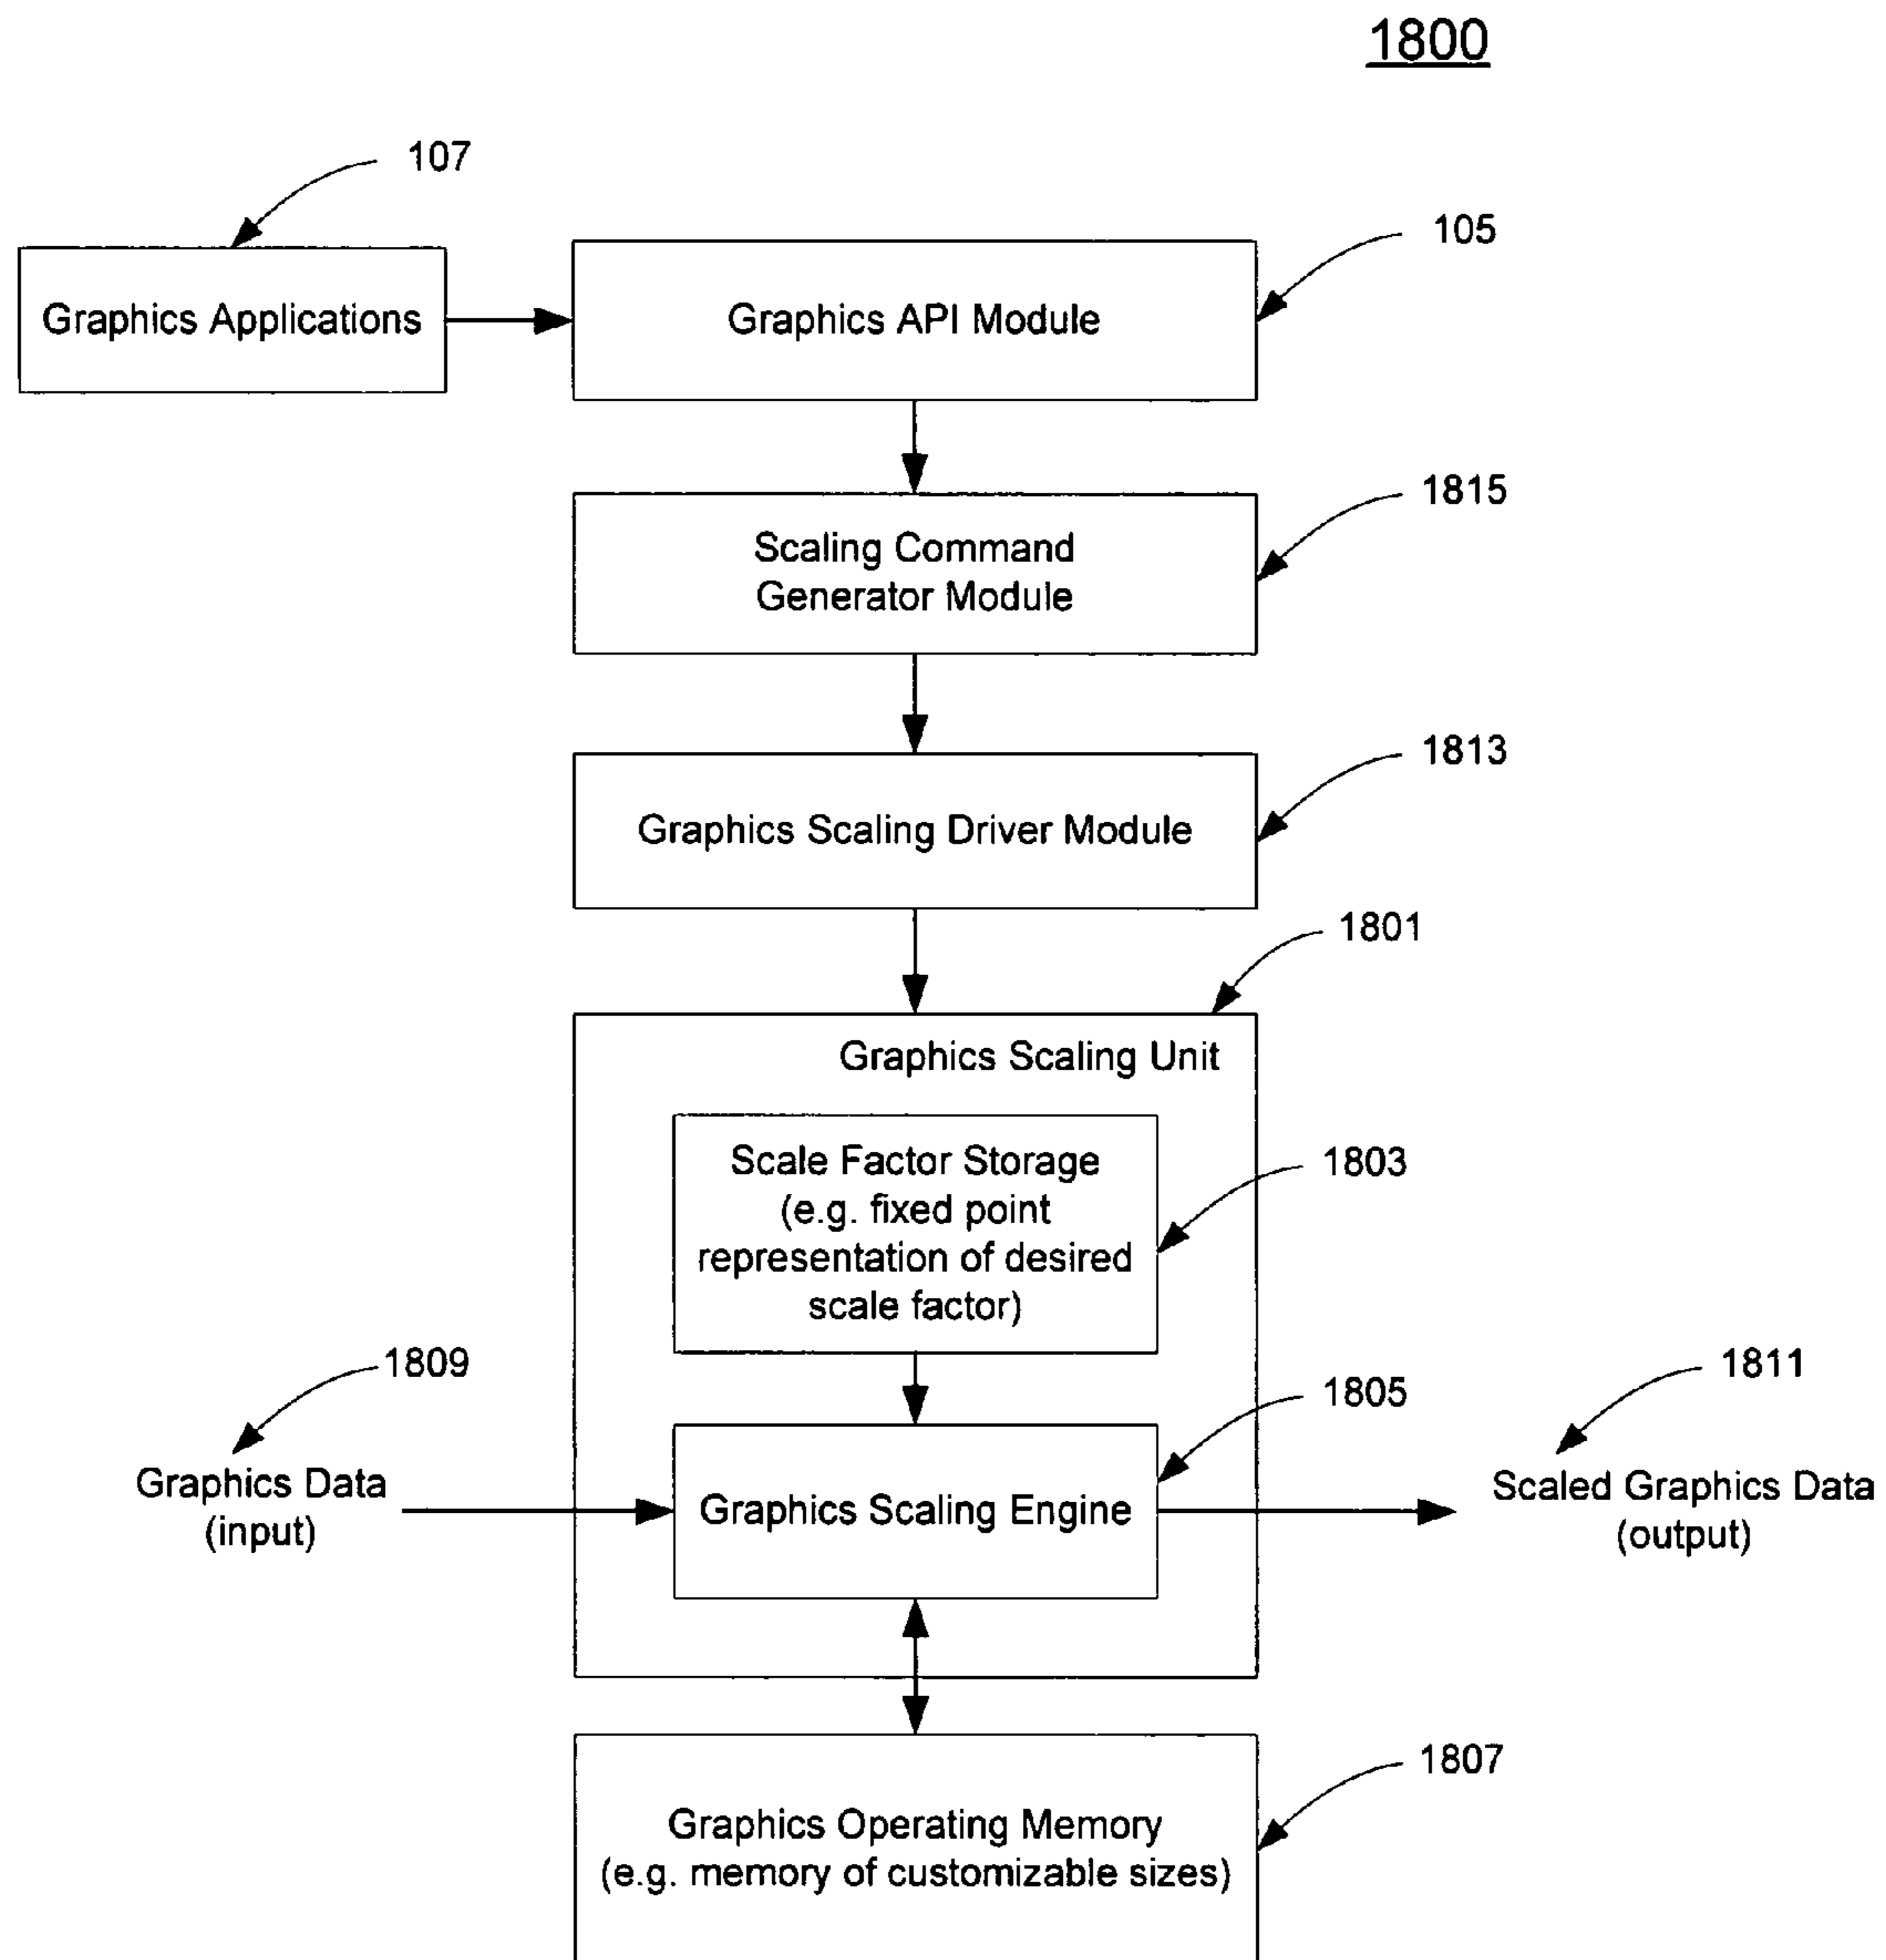 1800
107
105
Graphics Applications
Graphics API Module
1815
Scaling Command
Generator Module
1813
Graphics Scaling Driver Module
1801
Graphics Scaling Unit
Scale Factor Storage
(e.g. fixed point
representation of desired
scale factor)
1803
1809
1811
1805
Graphics Data
(input)
Graphics Scaling Engine
Scaled Graphics Data
(output)
1807
Graphics Operating Memory
(e.g. memory of customizable sizes)